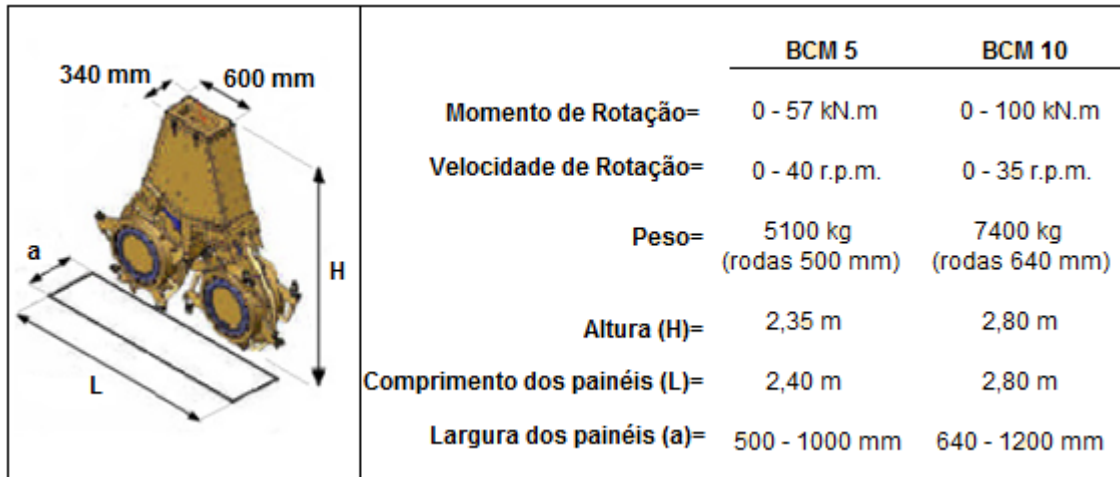 340 mm
600 mm
a
H
L
BCM 5 BCM 10
Momento de Rotação= 0 - 57 kN.m 0 - 100 kN.m
Velocidade de Rotação= 0 - 40 r.p.m. 0 - 35 r.p.m.
Peso= 5100 kg 7400 kg
(rodas 500 mm) (rodas 640 mm)
Altura (H)= 2,35 m 2,80 m
Comprimento dos painéis (L)= 2,40 m 2,80 m
Largura dos painéis (a)= 500 - 1000 mm 640 - 1200 mm